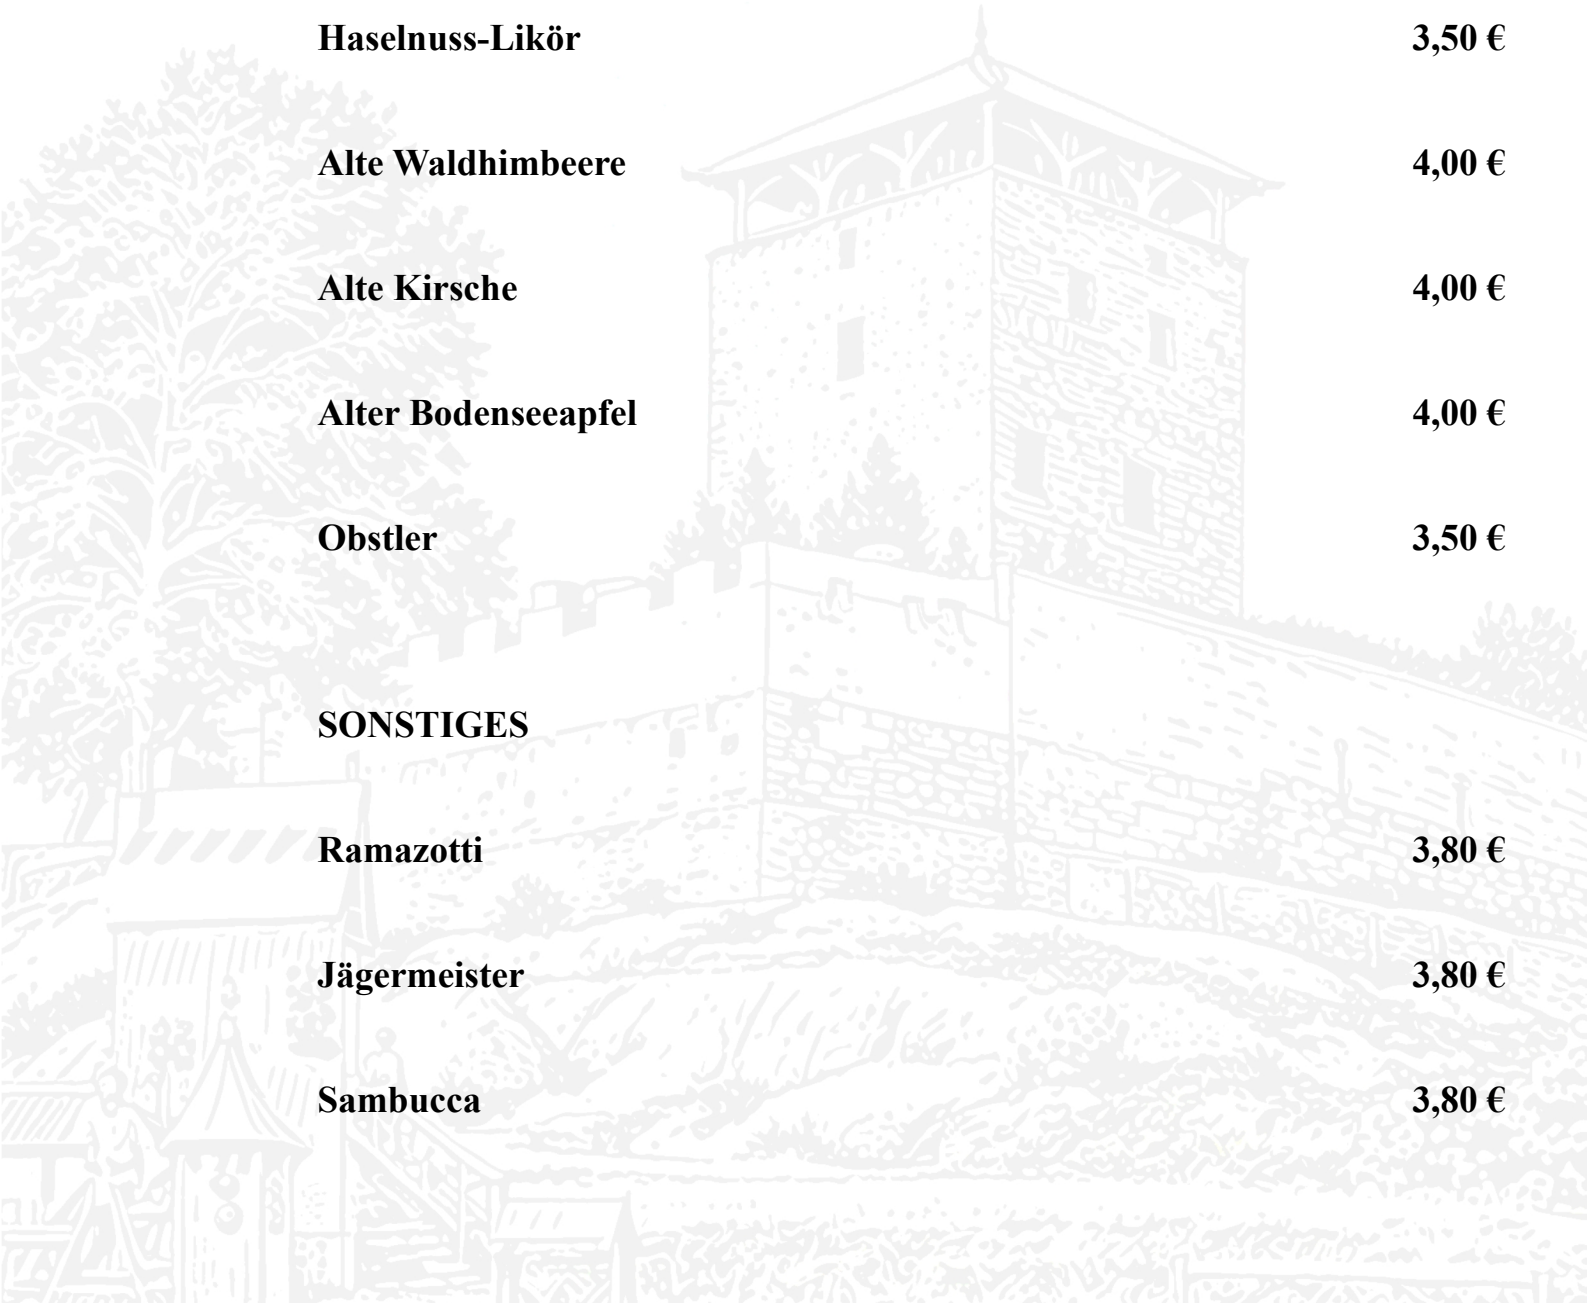 Haselnuss-Likör 3,50 €
Alte Waldhimbeere 4,00 €
Alte Kirsche 4,00 €
Alter Bodenseeapfel 4,00 €
Obstler 3,50 €
SONSTIGES
Ramazotti 3,80 €
Jägermeister 3,80 €
Sambucca 3,80 €